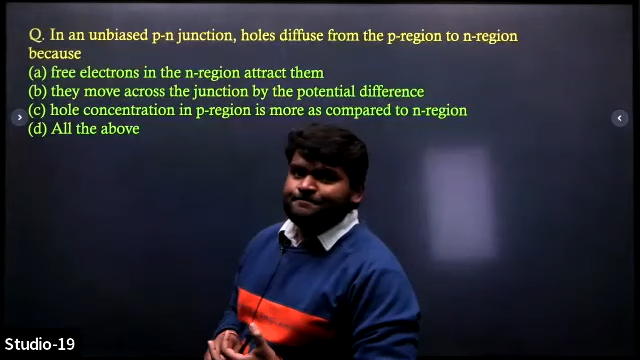 Q. In an unbiased p-n junction, holes diffuse from the p-region to n-region
because
(a) free electrons in the n-region attract them
(b) they move across the junction by the potential difference
(c) hole concentration in p-region is more as compared to n-region
(d) All the above
Studio-19